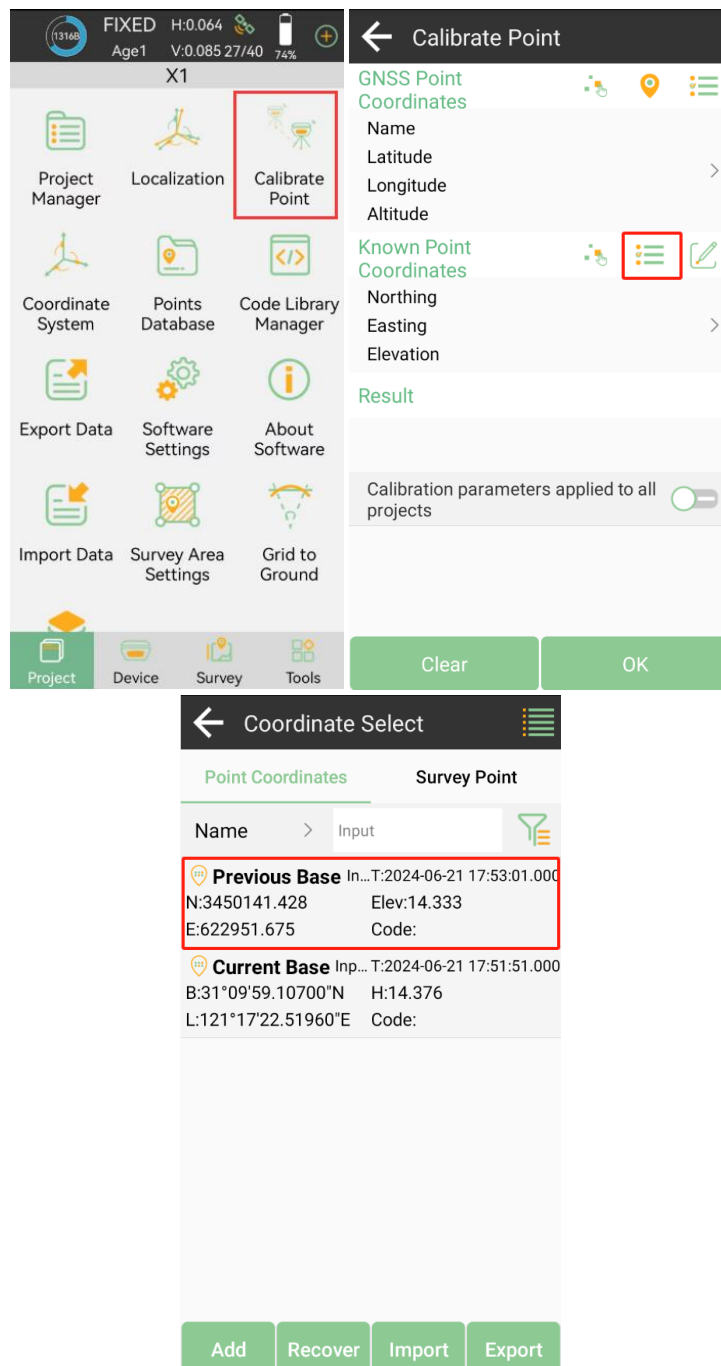 1316B
FIXED H:0.064
Age1 V:0.085 27/40 74%
X1
Project Manager
Localization
Calibrate Point
Coordinate System
Points Database
Code Library Manager
Export Data
Software Settings
About Software
Import Data
Survey Area Settings
Grid to Ground
Project
Device
Survey
Tools
Calibrate Point
GNSS Point
Coordinates
Name
Latitude
Longitude
Altitude
Known Point
Coordinates
Northing
Easting
Elevation
Result
Calibration parameters applied to all
projects
Clear
OK
Coordinate Select
Point Coordinates
Survey Point
Name
Input
Previous Base In...T:2024-06-21 17:53:01.000
N:3450141.428 Elev:14.333
E:622951.675 Code:
Current Base Inp... T:2024-06-21 17:51:51.000
B:31°09'59.10700"N H:14.376
L:121°17'22.51960"E Code:
Add
Recover
Import
Export